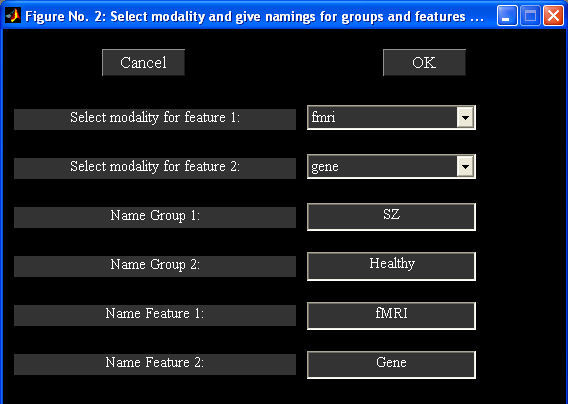 Figure No. 2: Select modality and give namings for groups and features ...
Cancel OK
Select modality for feature 1: fmri
Select modality for feature 2: gene
Name Group 1: SZ
Name Group 2: Healthy
Name Feature 1: fMRI
Name Feature 2: Gene